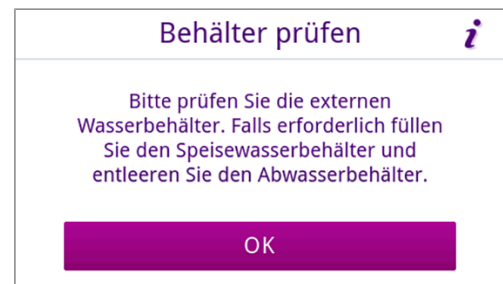 Behälter prüfen i
Bitte prüfen Sie die externen
Wasserbehälter. Falls erforderlich füllen
Sie den Speisewasserbehälter und
entleeren Sie den Abwasserbehälter.
OK